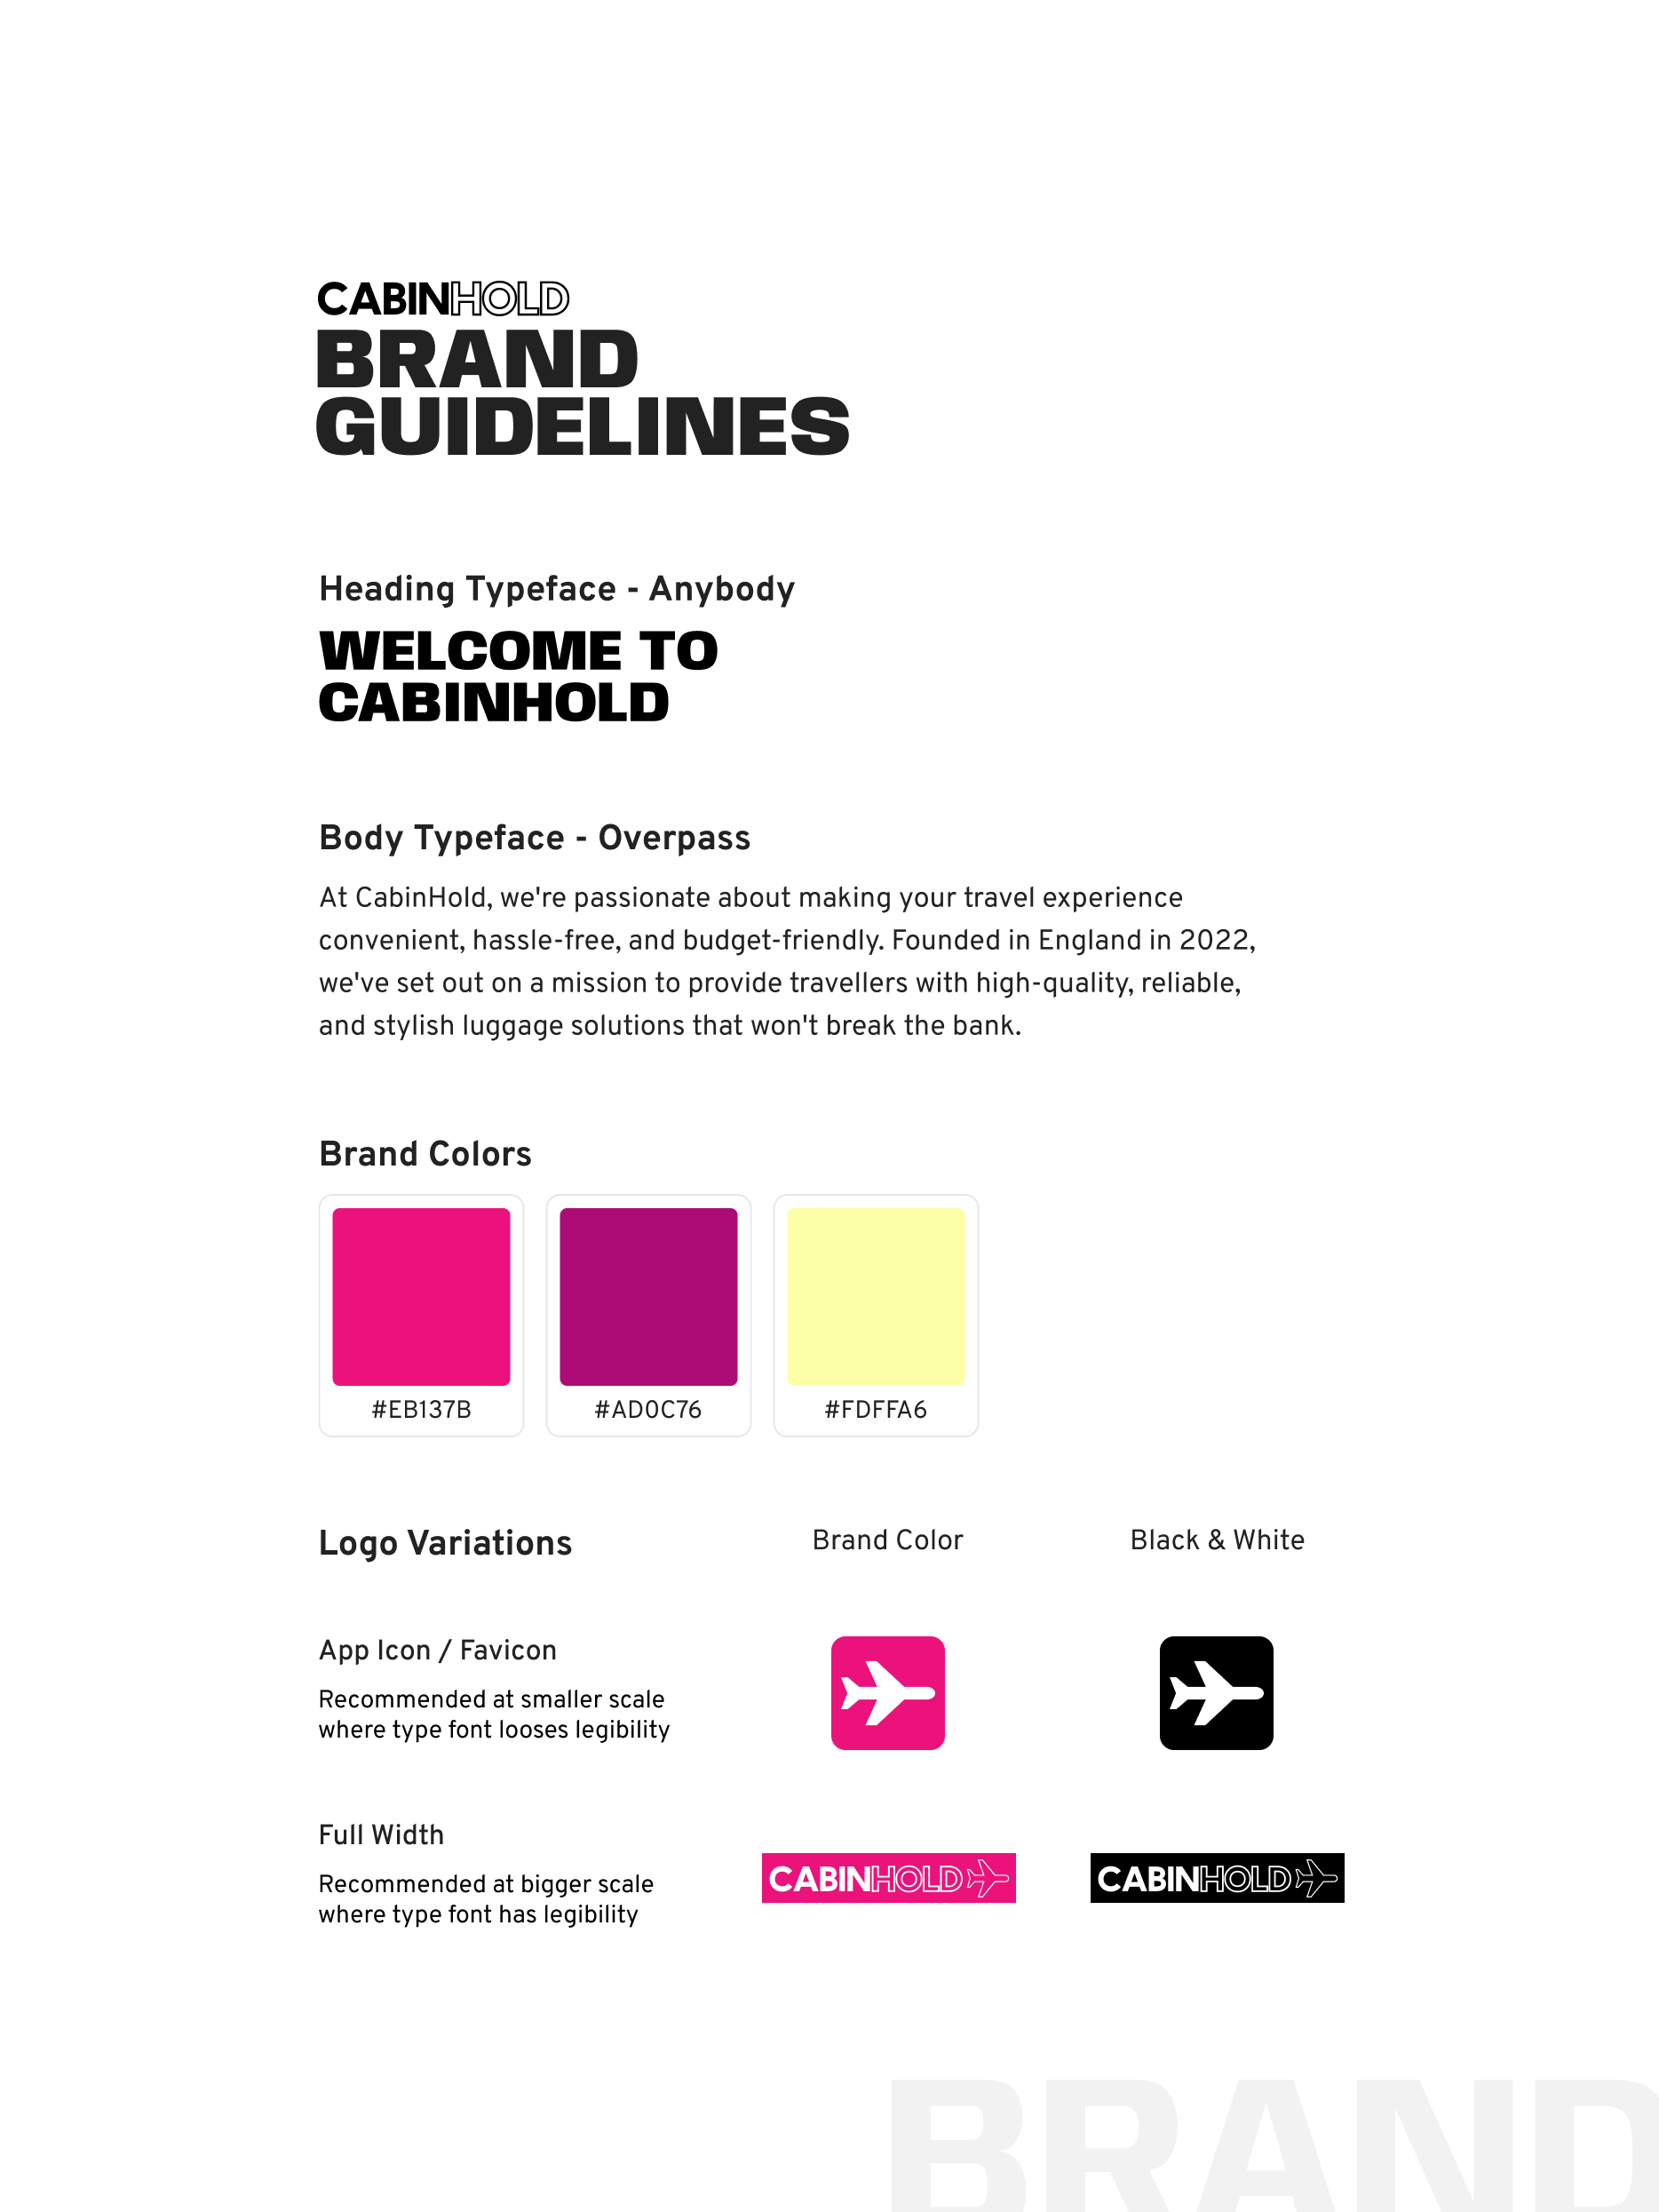 CABINHOLD
BRAND
GUIDELINES
Heading Typeface - Anybody
WELCOME TO
CABINHOLD
Body Typeface - Overpass
At CabinHold, we're passionate about making your travel experience
convenient, hassle-free, and budget-friendly. Founded in England in 2022,
we've set out on a mission to provide travellers with high-quality, reliable,
and stylish luggage solutions that won't break the bank.
Brand Colors
#EB137B
#AD0C76
#FDFFA6
Logo Variations
Brand Color
Black & White
App Icon / Favicon
Recommended at smaller scale
where type font looses legibility
Full Width
Recommended at bigger scale
where type font has legibility
CABINHOLD
CABINHOLD
BRAND